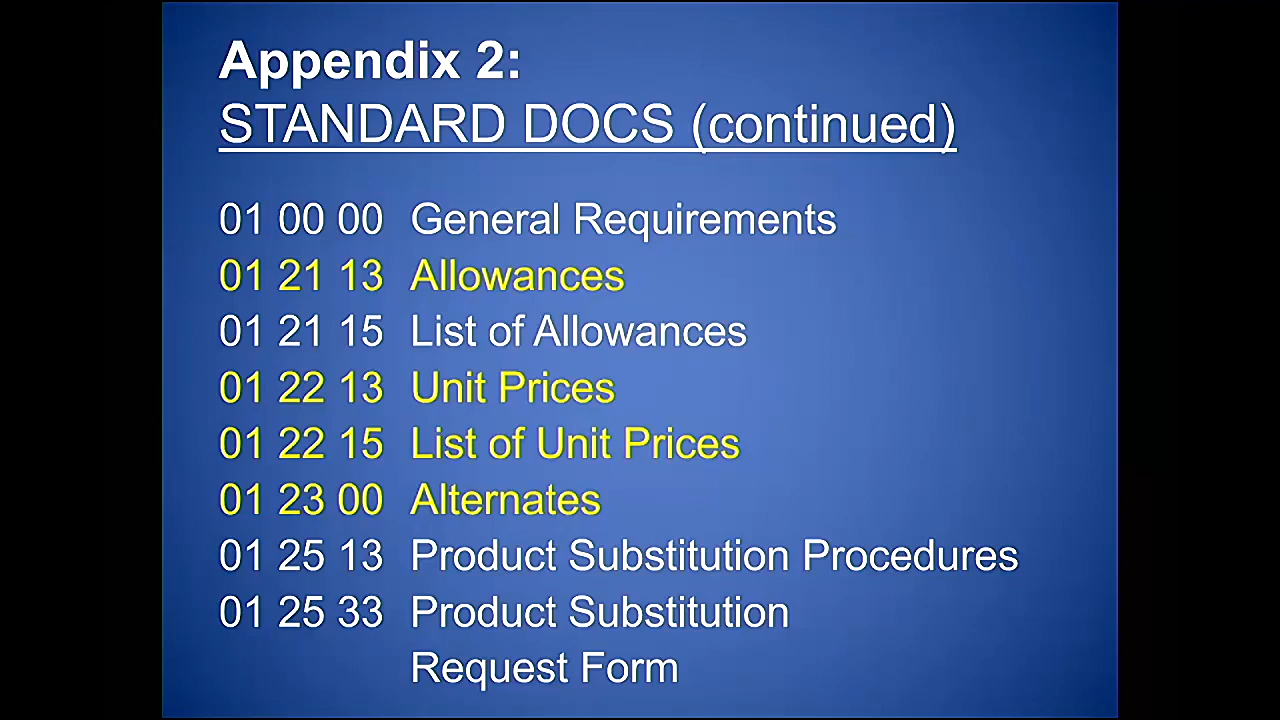 Appendix 2:
STANDARD DOCS (continued)
01 00 00 General Requirements
01 21 13 Allowances
01 21 15 List of Allowances
01 22 13 Unit Prices
01 22 15 List of Unit Prices
01 23 00 Alternates
01 25 13 Product Substitution Procedures
01 25 33 Product Substitution
Request Form